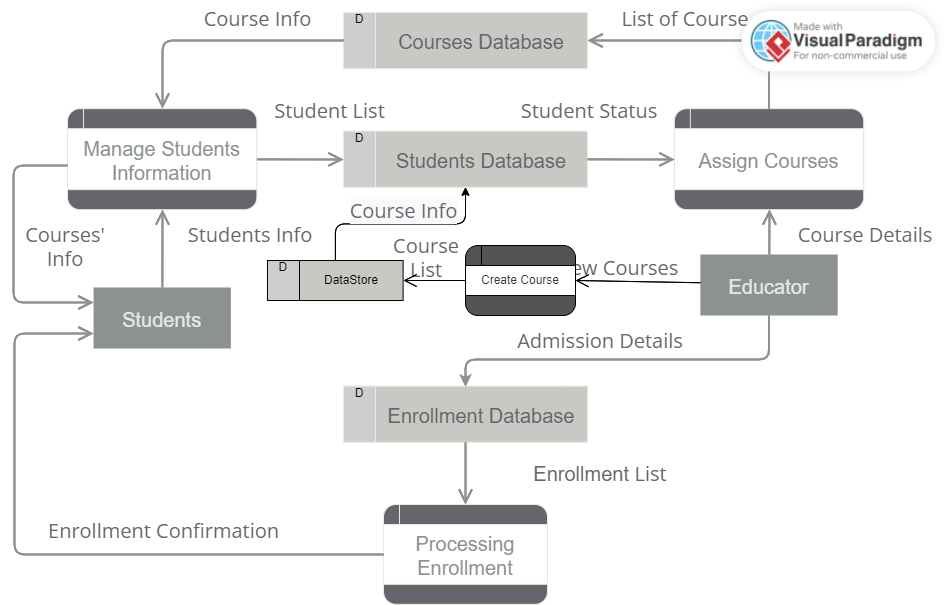 Course Info
D
Courses Database
List of Course
Made with
Visual Paradigm
For non-commercial use
Student List
D
Students Database
Student Status
Manage Students
Information
Assign Courses
Courses'
Info
Students Info
Course Info
Course
List
D
DataStore
Create Course
ew Courses
Course Details
Educator
Students
Admission Details
D
Enrollment Database
Enrollment List
Enrollment Confirmation
Processing
Enrollment